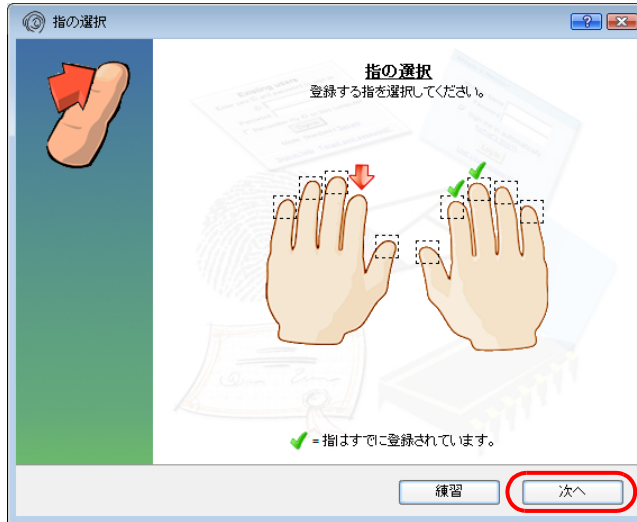 指の選択
指の選択
登録する指を選択してください。
=指はすでに登録されています。
練習
次へ